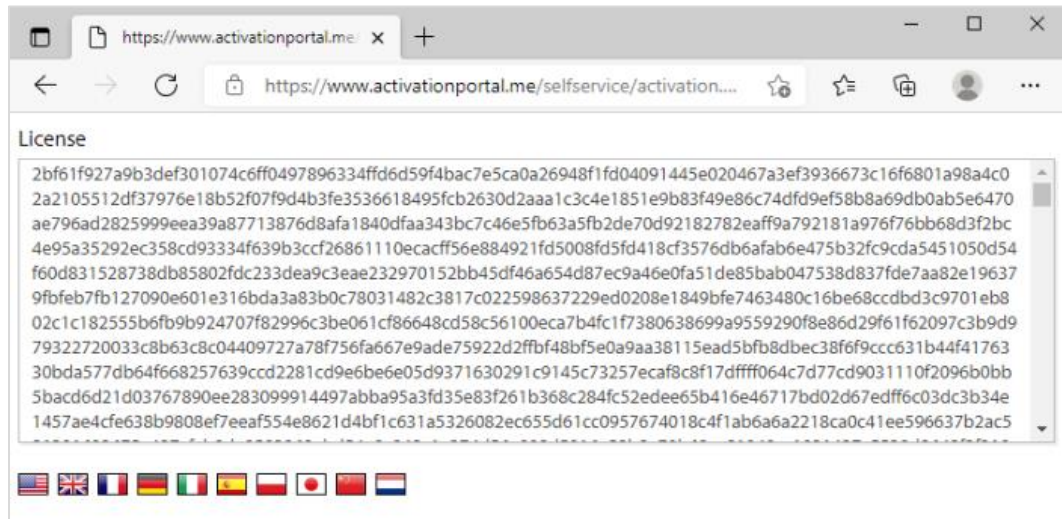 https://www.activationportal.me
https://www.activationportal.me/selfservice/activation....
License
2bf61f927a9b3def301074c6ff0497896334ffd6d59f4bac7e5ca0a26948f1fd04091445e020467a3ef3936673c16f6801a98a4c0
2a2105512df37976e18b52f07f9d4b3fe3536618495fcb2630d2aaa1c3c4e1851e9b83f49e86c74dfd9ef58b8a69db0ab5e6470
ae796ad2825999eea39a87713876d8afa1840dfaa343bc7c46e5fb63a5fb2de70d92182782eaff9a792181a976f76bb68d3f2bc
4e95a35292ec358cd93334f639b3ccf26861110ecacff56e884921fd5008fd5fd418cf3576db6afab6e475b32fc9cda5451050d54
f60d831528738db85802fdc233dea9c3eae232970152bb45df46a654d87ec9a46e0fa51de85bab047538d837fde7aa82e19637
9fbfeb7fb127090e601e316bda3a83b0c78031482c3817c022598637229ed0208e1849bfe7463480c16be68ccdbd3c9701eb8
02c1c182555b6fb9b924707f82996c3be061cf86648cd58c56100eca7b4fc1f7380638699a9559290f8e86d29f61f62097c3b9d9
79322720033c8b63c8c04409727a78f756fa667e9ade75922d2ffbf48bf5e0a9aa38115ead5bfb8dbec38f6f9ccc631b44f41763
30bda577db64f668257639ccd2281cd9e6be6e05d9371630291c9145c73257ecaf8c8f17dffff064c7d77cd9031110f2096b0bb
5bacd6d21d03767890ee283099914497abba95a3fd35e83f261b368c284fc52edee65b416e46717bd02d67edff6c03dc3b34e
1457ae4cfe638b9808ef7eeaf554e8621d4bf1c631a5326082ec655d61cc0957674018c4f1ab6a6a2218ca0c41ee596637b2ac5